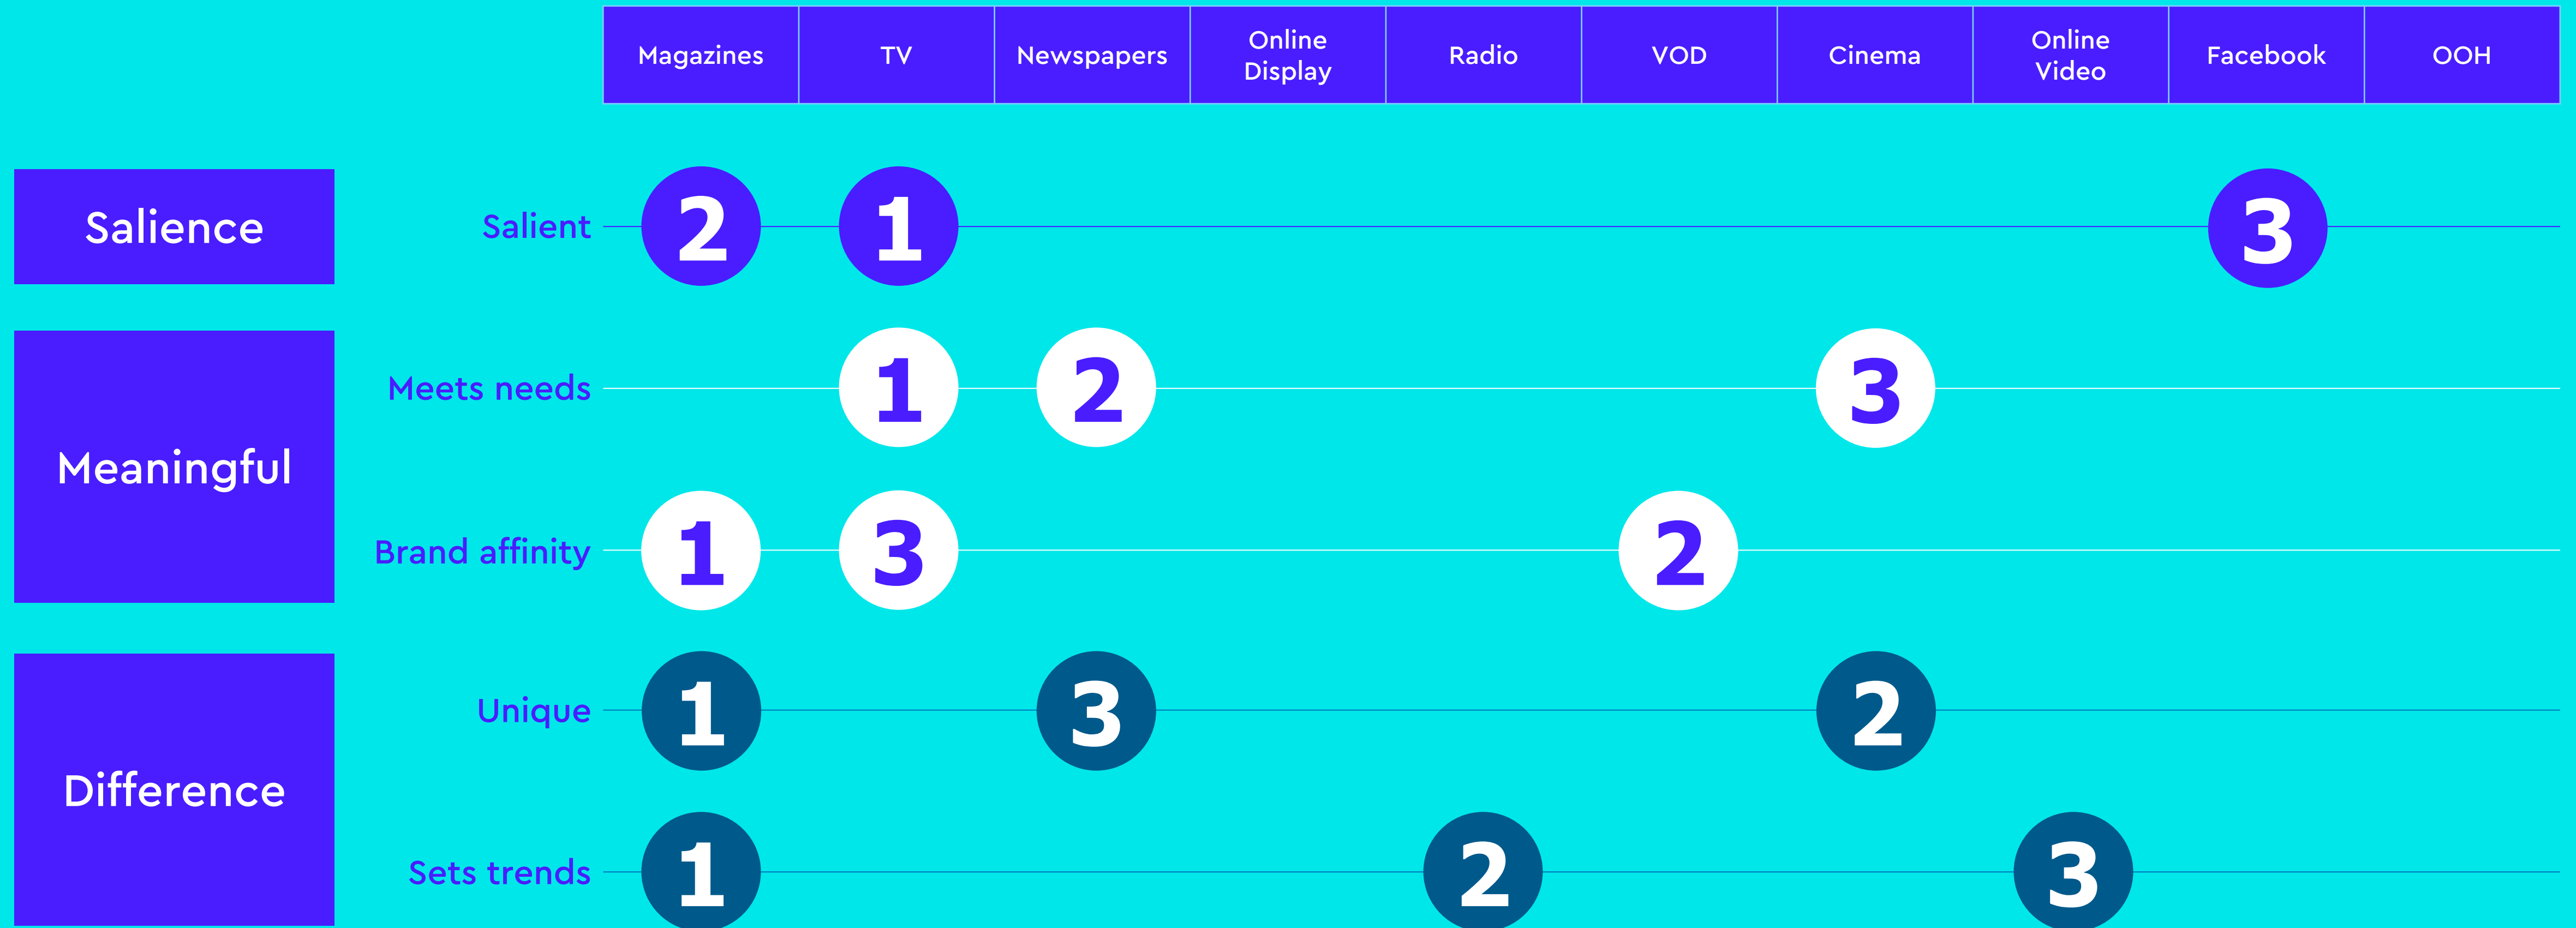 Magazines
TV
Newspapers
Online
Display
Radio
VOD
Cinema
Online
Video
Facebook
OOH
Salience
Salient
2
1
3
Meaningful
Meets needs
1
2
3
Brand affinity
1
3
2
Difference
Unique
1
3
2
Sets trends
1
2
3